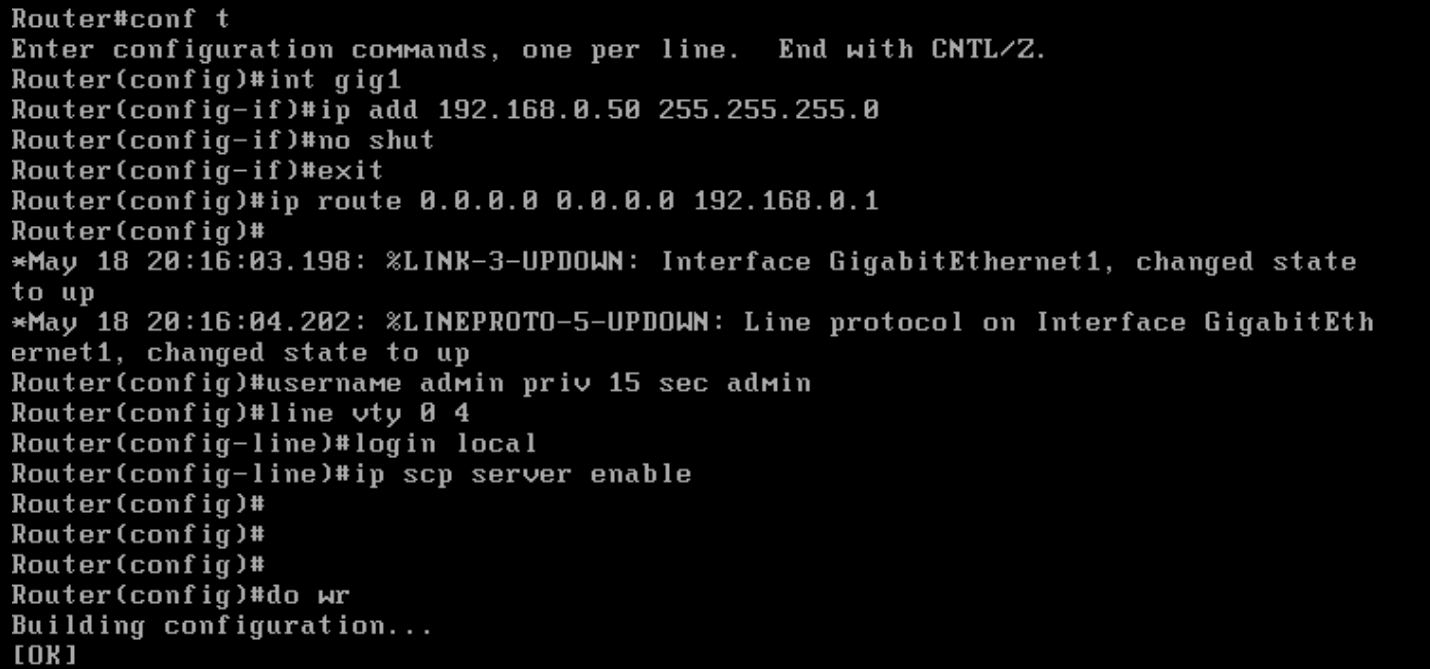 Router#conf t
Enter configuration commands, one per line.  End with CNTL/Z.
Router(config)#int gig1
Router(config-if)#ip add 192.168.0.50 255.255.255.0
Router(config-if)#no shut
Router(config-if)#exit
Router(config)#ip route 0.0.0.0 0.0.0.0 192.168.0.1
Router(config)#
*May 18 20:16:03.198: %LINK-3-UPDOWN: Interface GigabitEthernet1, changed state
to up
*May 18 20:16:04.202: %LINEPROTO-5-UPDOWN: Line protocol on Interface GigabitEth
ernet1, changed state to up
Router(config)#username admin priv 15 sec admin
Router(config)#line vty 0 4
Router(config-line)#login local
Router(config-line)#ip scp server enable
Router(config)#
Router(config)#
Router(config)#
Router(config)#do wr
Building configuration...
[OK]